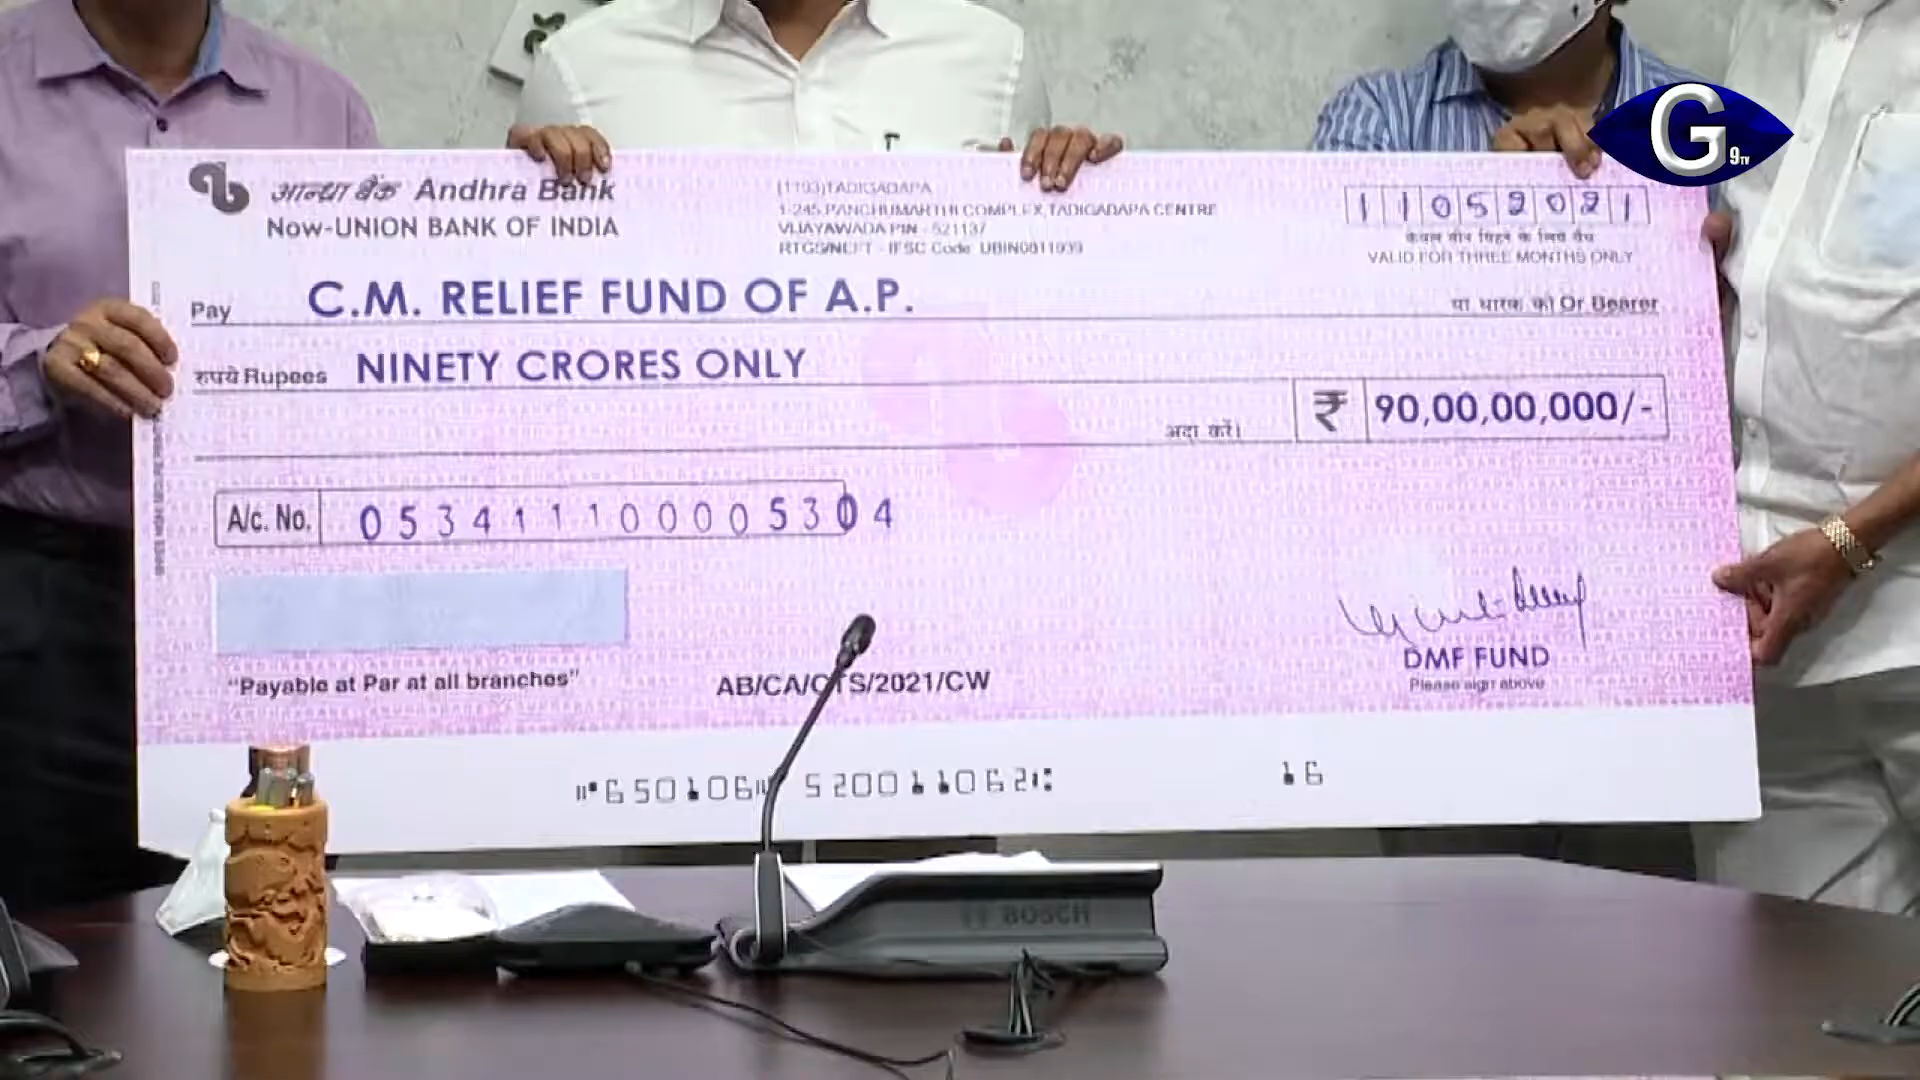 G9TV
आन्ध्रा बैंक Andhra Bank
Now-UNION BANK OF INDIA
(1193)TADIGADAPA
1-245,PANCHUMARTHI COMPLEX,TADIGADAPA CENTRE
VIJAYAWADA PIN - 521137
RTGS/NEFT - IFSC Code UBIN0811939
11052021
केवल तीन महिने के लिए वैध
VALID FOR THREE MONTHS ONLY
Pay C.M. RELIEF FUND OF A.P. या धारक को Or Bearer
रुपये Rupees NINETY CRORES ONLY
अदा करें। ₹ 90,00,00,000/-
A/c. No. 053411100005304
DMF FUND
Please sign above
"Payable at Par at all branches" AB/CA/CTS/2021/CW
⑈650106⑈ 520011062⑆ 16
BOSCH